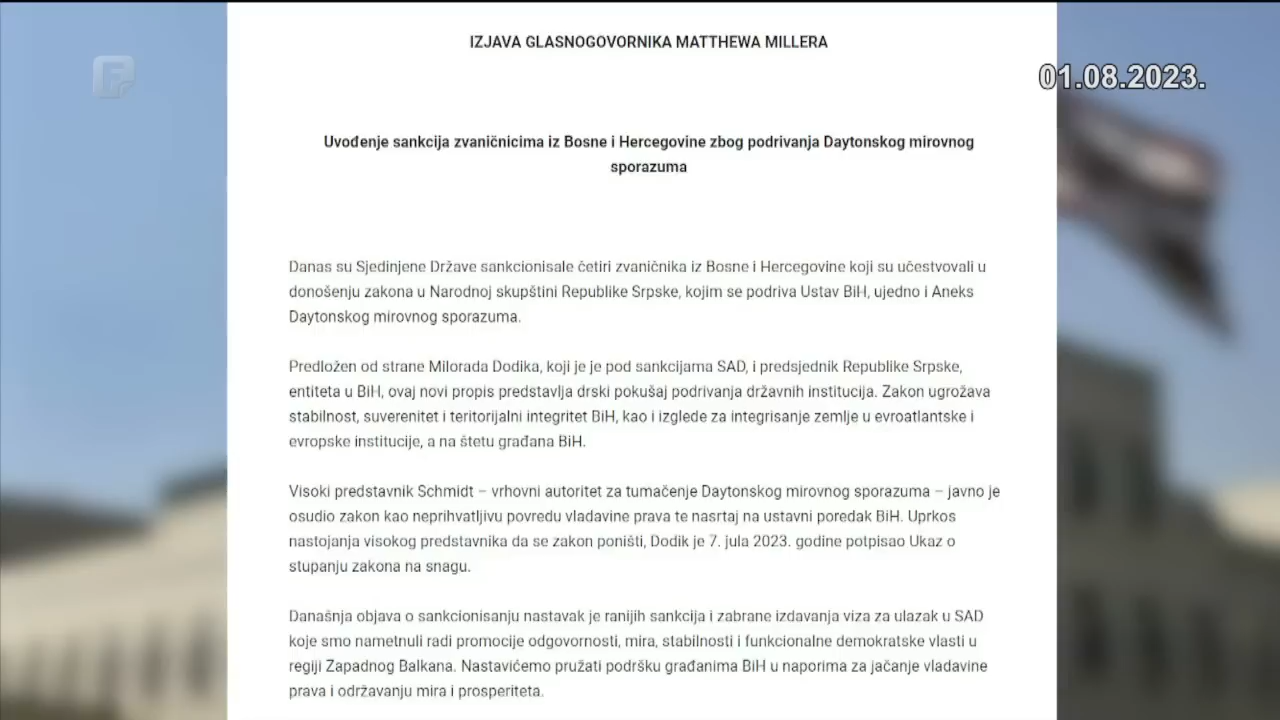 IZJAVA GLASNOGOVORNIKA MATTHEWA MILLERA
F
01.08.2023.
Uvođenje sankcija zvaničnicima iz Bosne i Hercegovine zbog podrivanja Daytonskog mirovnog
sporazuma
Danas su Sjedinjene Države sankcionisale četiri zvaničnika iz Bosne i Hercegovine koji su učestvovali u
donošenju zakona u Narodnoj skupštini Republike Srpske, kojim se podriva Ustav BiH, ujedno i Aneks
Daytonskog mirovnog sporazuma.
Predložen od strane Milorada Dodika, koji je je pod sankcijama SAD, i predsjednik Republike Srpske,
entiteta u BiH, ovaj novi propis predstavlja drski pokušaj podrivanja državnih institucija. Zakon ugrožava
stabilnost, suverenitet i teritorijalni integritet BiH, kao i izglede za integrisanje zemlje u evroatlantske i
evropske institucije, a na štetu građana BiH.
Visoki predstavnik Schmidt – vrhovni autoritet za tumačenje Daytonskog mirovnog sporazuma – javno je
osudio zakon kao neprihvatljivu povredu vladavine prava te nasrtaj na ustavni poredak BiH. Uprkos
nastojanja visokog predstavnika da se zakon poništi, Dodik je 7. jula 2023. godine potpisao Ukaz o
stupanju zakona na snagu.
Današnja objava o sankcionisanju nastavak je ranijih sankcija i zabrane izdavanja viza za ulazak u SAD
koje smo nametnuli radi promocije odgovornosti, mira, stabilnosti i funkcionalne demokratske vlasti u
regiji Zapadnog Balkana. Nastavićemo pružati podršku građanima BiH u naporima za jačanje vladavine
prava i održavanju mira i prosperiteta.